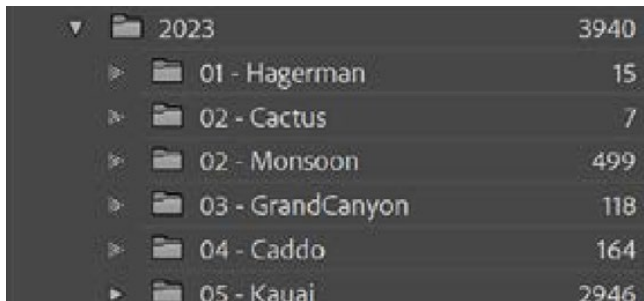 2023 3940
01 - Hagerman 15
02 - Cactus 7
02 - Monsoon 499
03 - GrandCanyon 118
04 - Caddo 164
05 - Kauai 2946